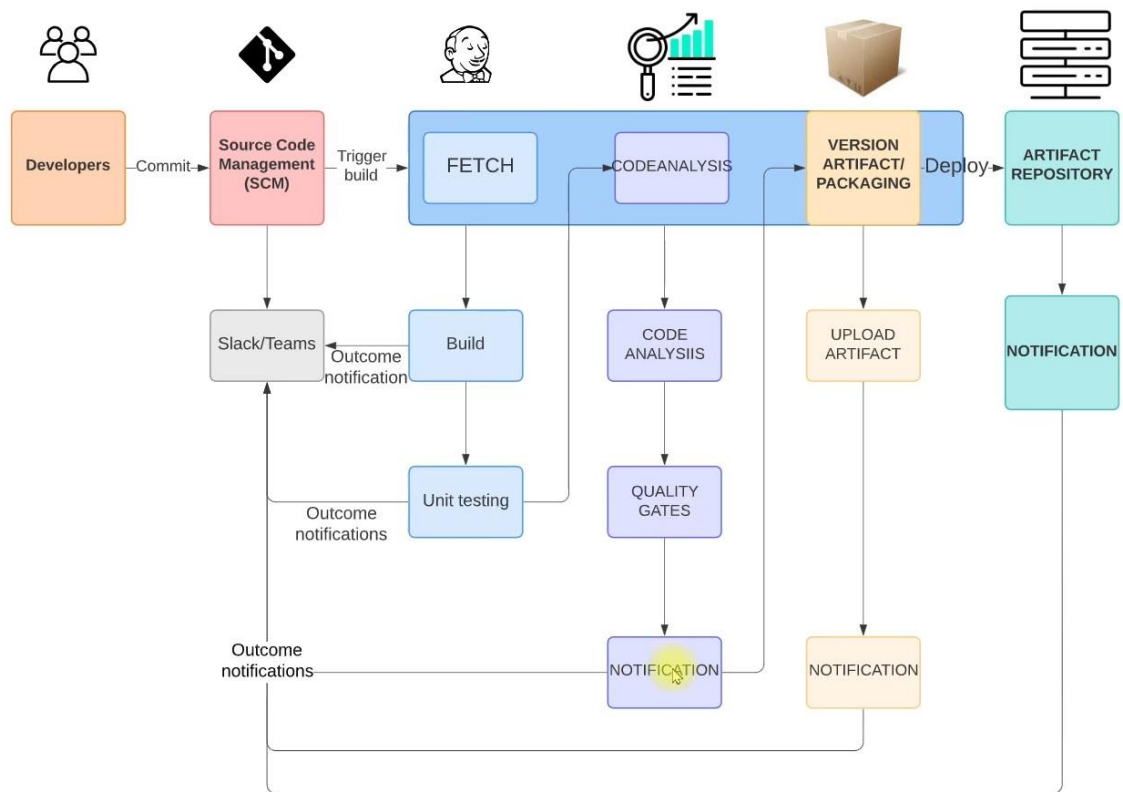 Developers
Commit
Source Code
Management
(SCM)
Trigger
build
FETCH
CODEANALYSIS
VERSION
ARTIFACT/
PACKAGING
Deploy
ARTIFACT
REPOSITORY
Slack/Teams
Outcome
notification
Build
CODE
ANALYSIIS
UPLOAD
ARTIFACT
NOTIFICATION
Outcome
notifications
Unit testing
QUALITY
GATES
Outcome
notifications
NOTIFICATION
NOTIFICATION